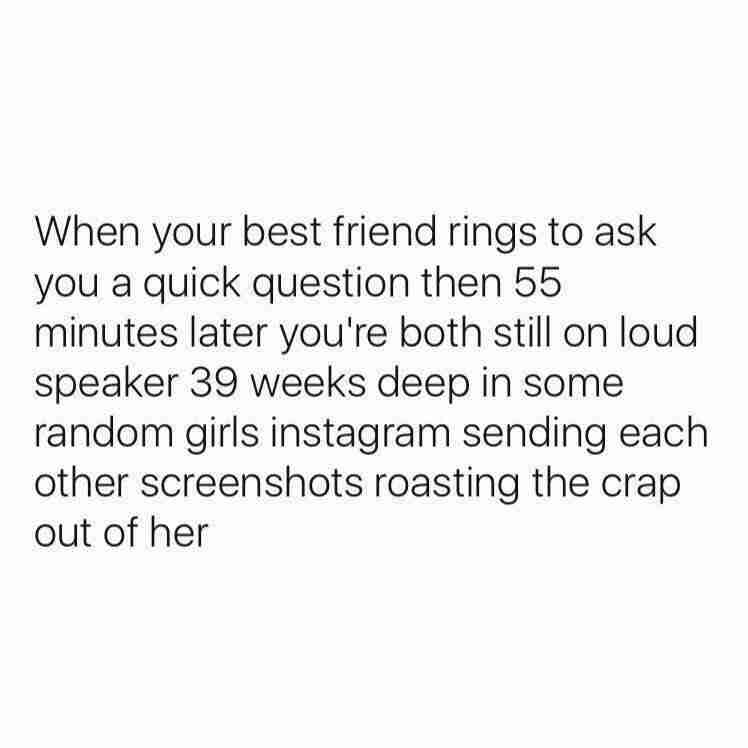 When your best friend rings to ask
you a quick question then 55
minutes later you're both still on loud
speaker 39 weeks deep in some
random girls instagram sending each
other screenshots roasting the crap
out of her